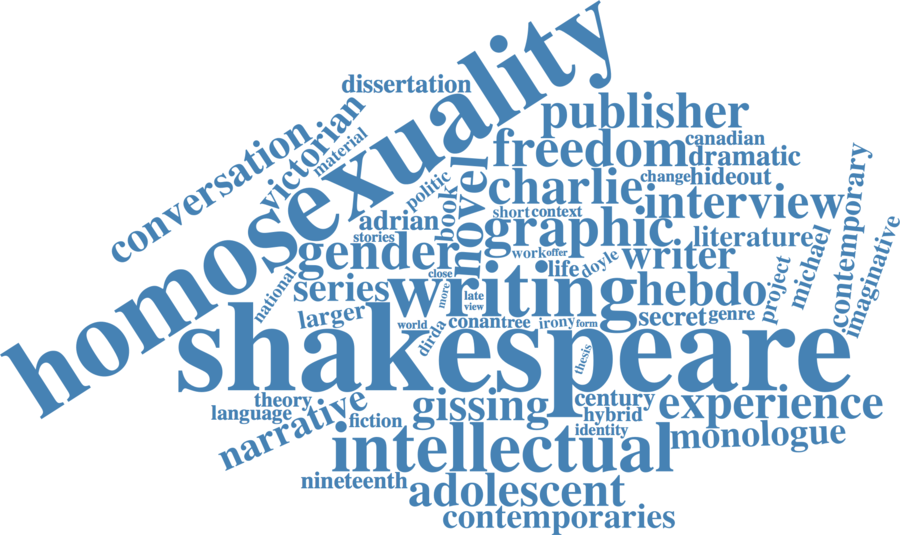 homosexuality
dissertation
publisher
conversation
victorian
material
freedom
canadian
dramatic
charlie
change
hideout
contemporary
politic
book
novel
adrian
stories
short
context
interview
graphic
literature
michael
imaginative
gender
work
offer
writer
national
close
life
doyle
project
series
more
writing
late
view
hebdo
larger
world
dirda
conan
tree
irony
form
secret
genre
shakespeare
thesis
theory
language
narrative
fiction
gissing
century
hybrid
identity
experience
intellectual
monologue
nineteenth
adolescent
contemporaries